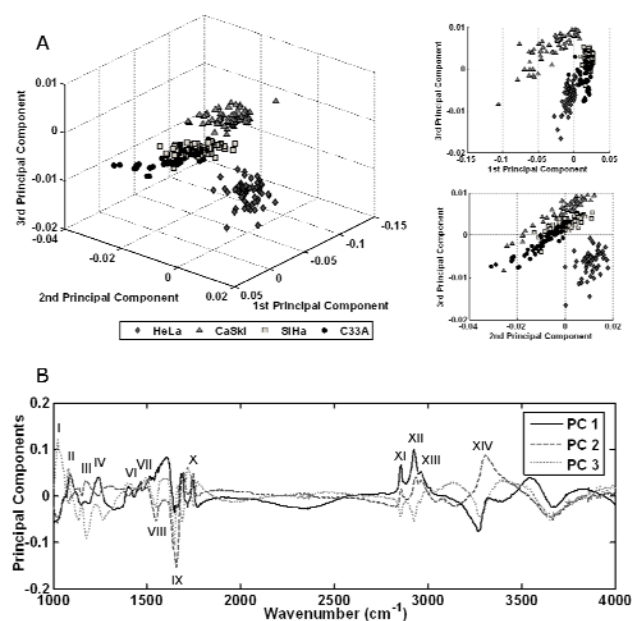 A
3rd Principal Component
0.01
0
-0.01
-0.02
-0.04
-0.02
0
0.02
2nd Principal Component
0.05
0
-0.05
-0.1
-0.15
1st Principal Component
HeLa CaSki SiHa C33A
3rd Principal Component
0.01
0
-0.01
-0.02
-0.15 -0.1 -0.05 0 0.05
1st Principal Component
3rd Principal Component
0.01
0
-0.01
-0.02
-0.02 0 0.02
2nd Principal Component
B
Principal Components
0.2
0.1
0
-0.1
-0.2
I
II
III
IV
VI
VII
VIII
IX
X
XI
XII
XIII
XIV
PC 1
PC 2
PC 3
1000 1500 2000 2500 3000 3500 4000
Wavenumber (cm-1)